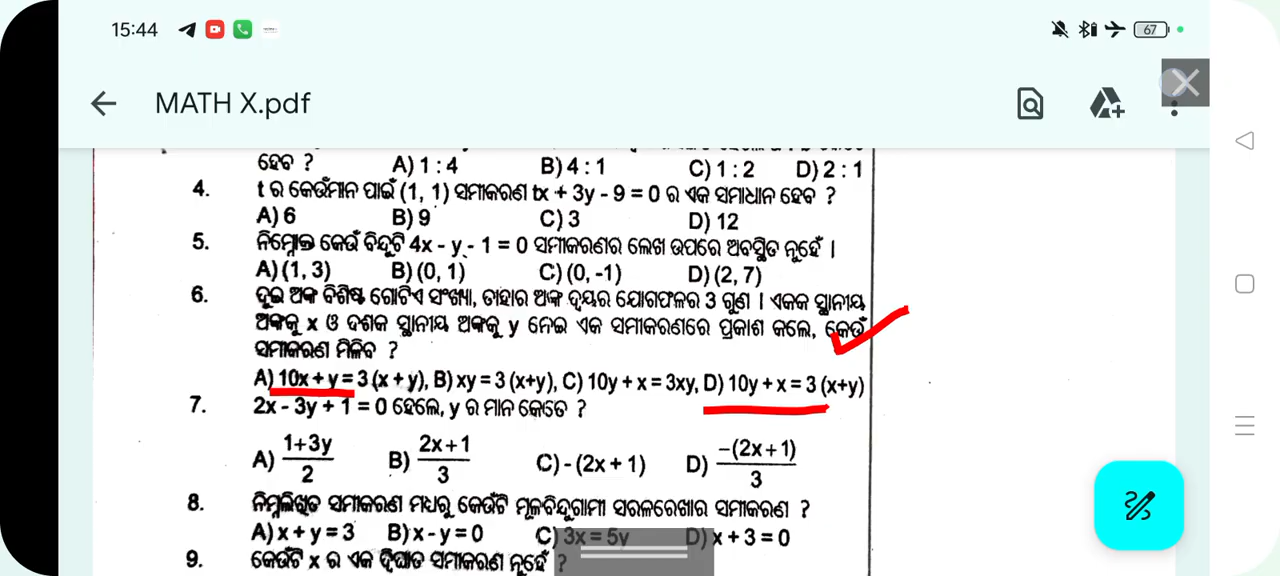 15:44
67
MATH X.pdf
ହେବ ? A) 1 : 4 B) 4 : 1 C) 1 : 2 D) 2 : 1
4. t ର କେଉଁମାନ ପାଇଁ (1, 1) ସମୀକରଣ tx + 3y - 9 = 0 ର ଏକ ସମାଧାନ ହେବ ?
A) 6 B) 9 C) 3 D) 12
5. ନିମ୍ନୋକ୍ତ କେଉଁ ବିନ୍ଦୁଟି 4x - y - 1 = 0 ସମୀକରଣର ଲେଖ ଉପରେ ଅବସ୍ଥିତ ନୁହେଁ ।
A) (1, 3) B) (0, 1) C) (0, -1) D) (2, 7)
6. ଦୁଇ ଅଙ୍କ ବିଶିଷ୍ଟ ଗୋଟିଏ ସଂଖ୍ୟା, ତାହାର ଅଙ୍କ ଦ୍ୱୟର ଯୋଗଫଳର 3 ଗୁଣ । ଏକକ ସ୍ଥାନୀୟ
ଅଙ୍କକୁ x ଓ ଦଶକ ସ୍ଥାନୀୟ ଅଙ୍କକୁ y ନେଇ ଏକ ସମୀକରଣରେ ପ୍ରକାଶ କଲେ, କେଉଁ
ସମୀକରଣ ମିଳିବ ?
A) 10x + y = 3 (x + y), B) xy = 3 (x+y), C) 10y + x = 3xy, D) 10y + x = 3 (x+y)
7. 2x - 3y + 1 = 0 ହେଲେ, y ର ମାନ କେତେ ?
A) (1+3y)/2 B) (2x+1)/3 C) - (2x + 1) D) -(2x+1)/3
8. ନିମ୍ନଲିଖିତ ସମୀକରଣ ମଧ୍ୟରୁ କେଉଁଟି ମୂଳବିନ୍ଦୁଗାମୀ ସରଳରେଖାର ସମୀକରଣ ?
A) x + y = 3 B) x - y = 0 C) 3x = 5y D) x + 3 = 0
9. କେଉଁଟି x ର ଏକ ଦ୍ୱିଘାତ ସମୀକରଣ ନୁହେଁ ?